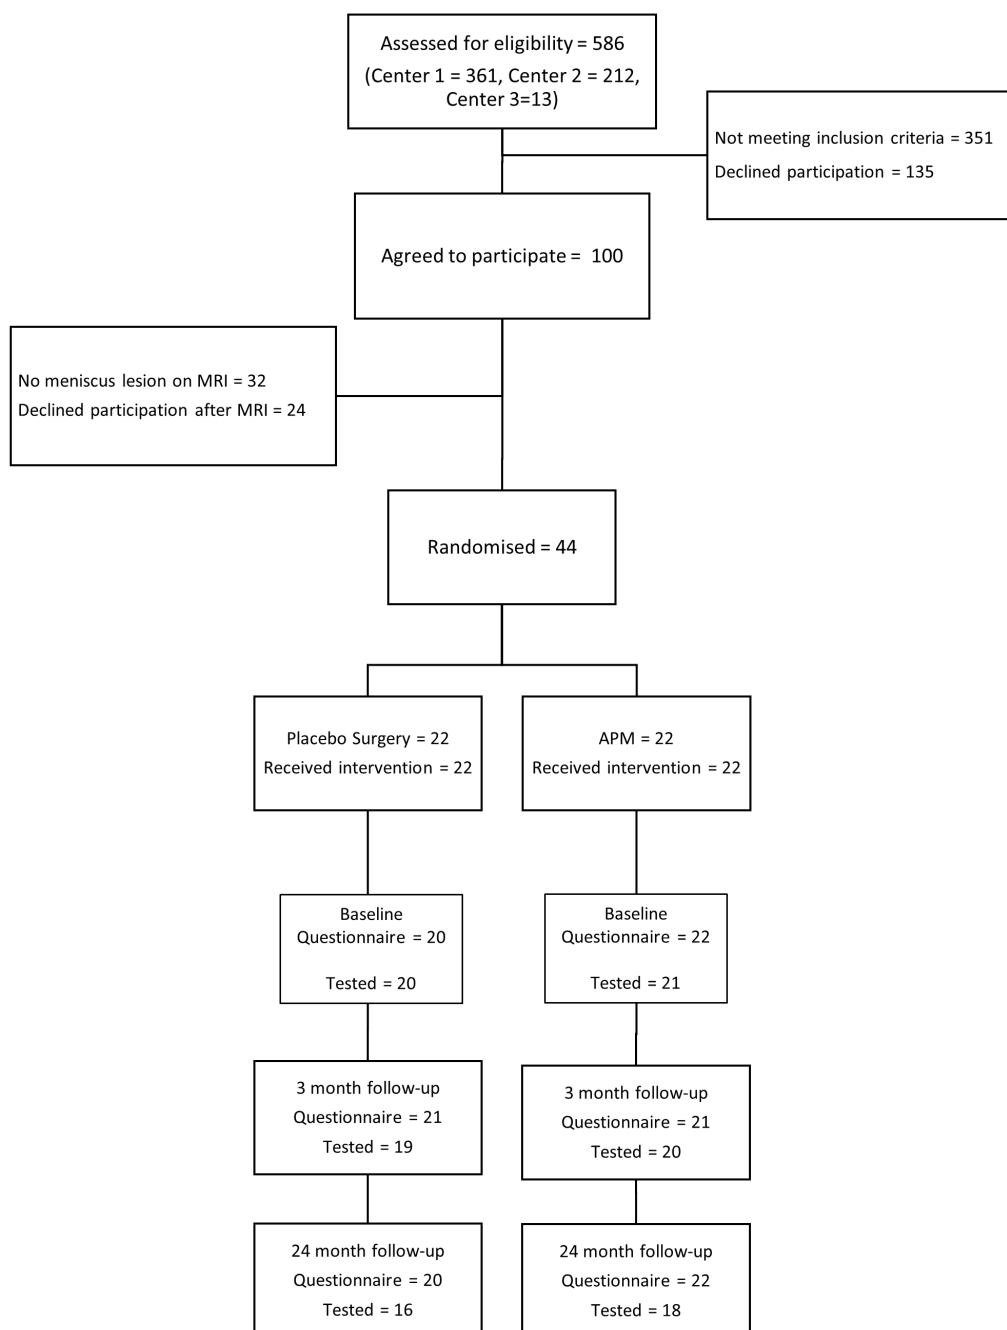 Assessed for eligibility = 586
(Center 1 = 361, Center 2 = 212,
Center 3=13)
Not meeting inclusion criteria = 351
Declined participation = 135
Agreed to participate = 100
No meniscus lesion on MRI = 32
Declined participation after MRI = 24
Randomised = 44
Placebo Surgery = 22
Received intervention = 22
APM = 22
Received intervention = 22
Baseline
Questionnaire = 20
Tested = 20
Baseline
Questionnaire = 22
Tested = 21
3 month follow-up
Questionnaire = 21
Tested = 19
3 month follow-up
Questionnaire = 21
Tested = 20
24 month follow-up
Questionnaire = 20
Tested = 16
24 month follow-up
Questionnaire = 22
Tested = 18